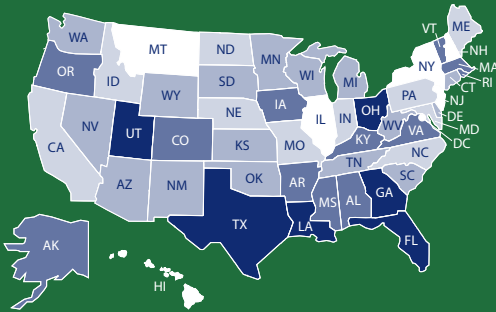 WA
MT
ND
MN
VT
ME
NH
OR
ID
SD
WI
MI
NY
MA
RI
CT
WY
IA
PA
NJ
NV
UT
CO
NE
IL
IN
OH
DE
MD
DC
CA
KS
MO
KY
WV
VA
AZ
NM
OK
AR
TN
NC
SC
TX
LA
MS
AL
GA
FL
AK
HI